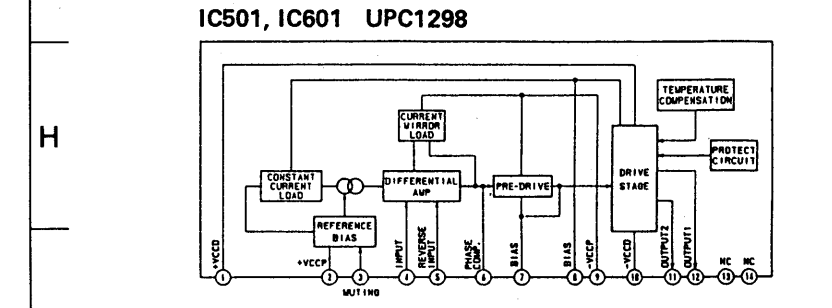 IC501, IC601 UPC1298
H
TEMPERATURE
COMPENSATION
CURRENT
MIRROR
LOAD
PROTECT
CIRCUIT
CONSTANT
CURRENT
LOAD
DIFFERENTIAL
AMP
PRE-DRIVE
DRIVE
STAGE
REFERENCE
BIAS
+VCCD
+VCCP
MUTING
INPUT
REVERSE
INPUT
PHASE
COMP.
BIAS
BIAS
-VCCP
-VCCD
OUTPUT2
OUTPUT1
NC
NC
1 2 3 4 5 6 7 8 9 10 11 12 13 14